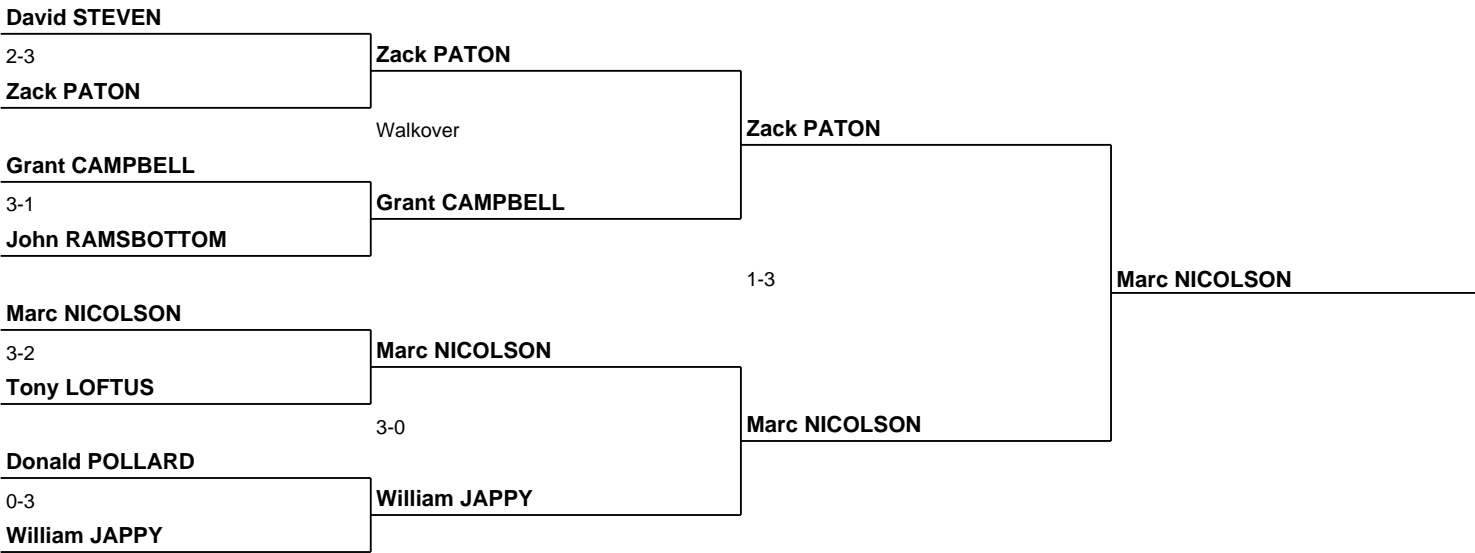 David STEVEN
2-3
Zack PATON
Zack PATON
Walkover
Zack PATON
Grant CAMPBELL
3-1
Grant CAMPBELL
John RAMSBOTTOM
1-3
Marc NICOLSON
Marc NICOLSON
3-2
Marc NICOLSON
Tony LOFTUS
3-0
Marc NICOLSON
Donald POLLARD
0-3
William JAPPY
William JAPPY